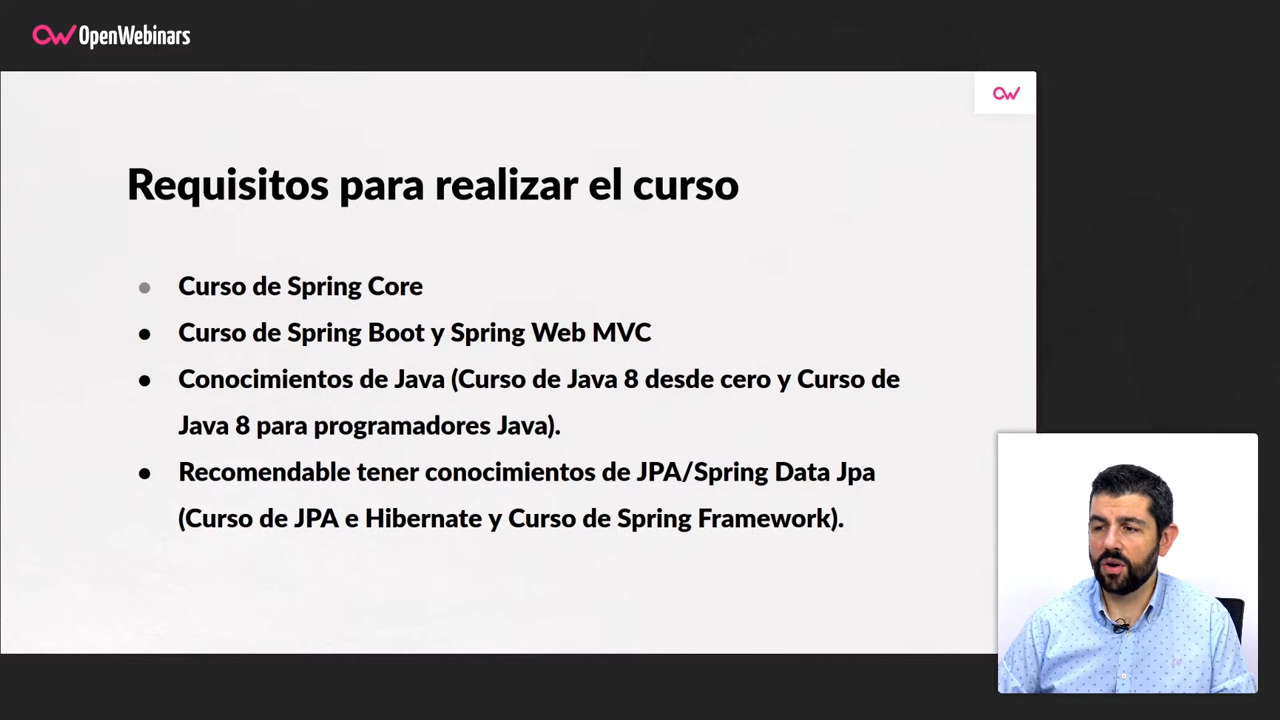 OpenWebinars
Requisitos para realizar el curso
Curso de Spring Core
Curso de Spring Boot y Spring Web MVC
Conocimientos de Java (Curso de Java 8 desde cero y Curso de
Java 8 para programadores Java).
Recomendable tener conocimientos de JPA/Spring Data Jpa
(Curso de JPA e Hibernate y Curso de Spring Framework).